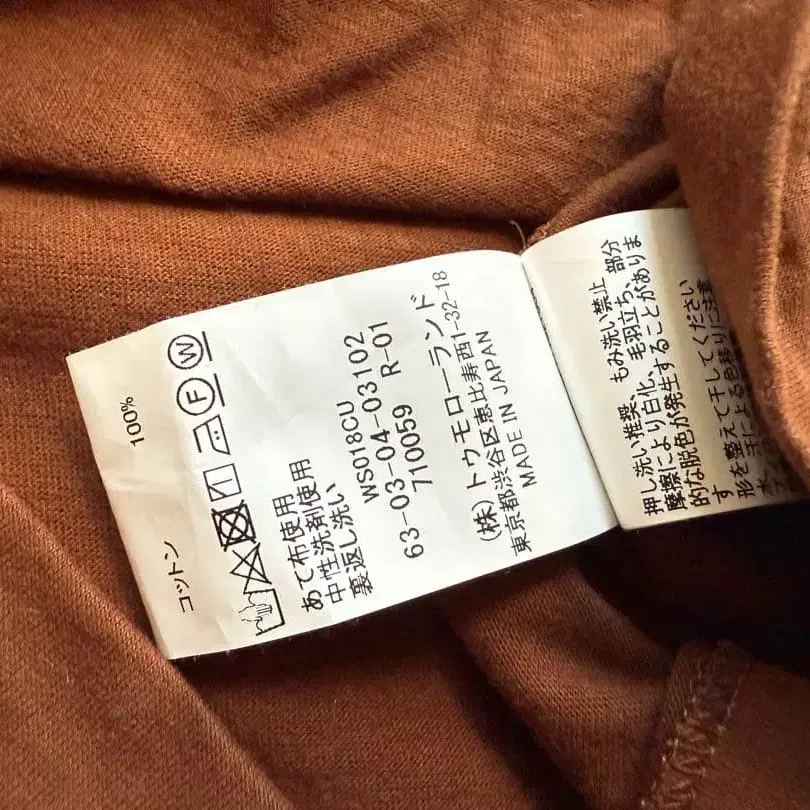 コットン 100%
あて布使用
中性洗剤使用
裏返し洗い
WS018CU
63-03-04-03102
710059 R-01
(株)トゥモローランド
東京都渋谷区恵比寿西1-32-18
MADE IN JAPAN
押し洗い推奨、もみ洗い禁止
摩擦により白化、毛羽立ち、部分
的な脱色が発生することがありま
す
形を整えて干してください